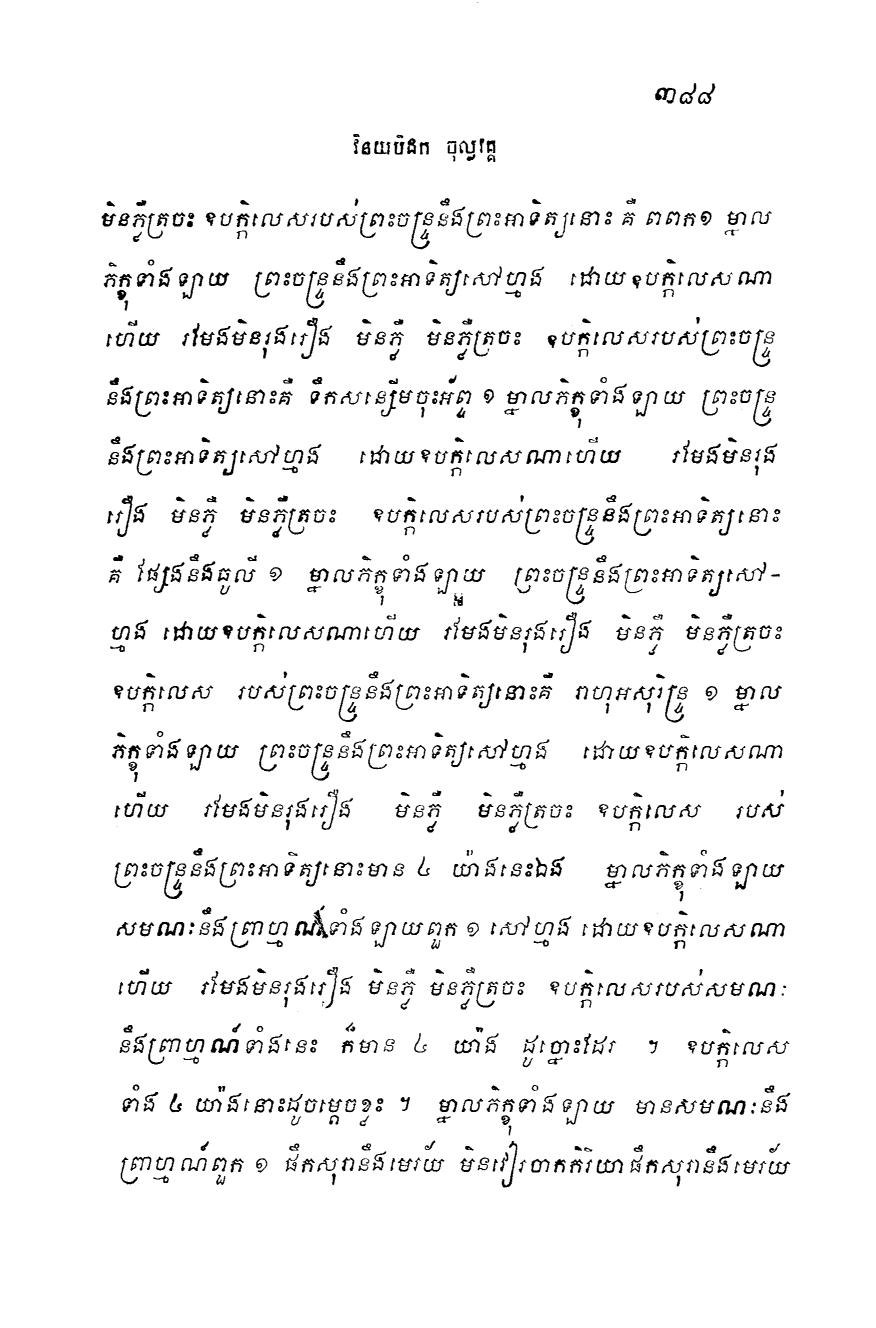 ៣៨៨
វិនយបិដក ចុល្លវគ្គ
មិនភ្លឺត្រចះ ឧបក្កិលេសរបស់ព្រះចន្ទ្រនឹងព្រះអាទិត្យនោះ គឺ ពពក១ ម្នាល
ភិក្ខុទាំងឡាយ ព្រះចន្ទ្រនឹងព្រះអាទិត្យសៅហ្មង ដោយឧបក្កិលេសណា
ហើយ រមែងមិនរុងរឿង មិនភ្លឺ មិនភ្លឺត្រចះ ឧបក្កិលេសរបស់ព្រះចន្ទ្រ
នឹងព្រះអាទិត្យនោះគឺ ទឹកសន្សើមចុះអ័ព្ទ ១ ម្នាលភិក្ខុទាំងឡាយ ព្រះចន្ទ្រ
នឹងព្រះអាទិត្យសៅហ្មង ដោយឧបក្កិលេសណាហើយ រមែងមិនរុង
រឿង មិនភ្លឺ មិនភ្លឺត្រចះ ឧបក្កិលេសរបស់ព្រះចន្ទ្រនឹងព្រះអាទិត្យនោះ
គឺ ផ្សែងនឹងធូលី ១ ម្នាលភិក្ខុទាំងឡាយ ព្រះចន្ទ្រនឹងព្រះអាទិត្យសៅ-
ហ្មង ដោយឧបក្កិលេសណាហើយ រមែងមិនរុងរឿង មិនភ្លឺ មិនភ្លឺត្រចះ
ឧបក្កិលេស របស់ព្រះចន្ទ្រនឹងព្រះអាទិត្យនោះគឺ រាហុអសុរិន្ទ្រ ១ ម្នាល
ភិក្ខុទាំងឡាយ ព្រះចន្ទ្រនឹងព្រះអាទិត្យសៅហ្មង ដោយឧបក្កិលេសណា
ហើយ រមែងមិនរុងរឿង មិនភ្លឺ មិនភ្លឺត្រចះ ឧបក្កិលេស របស់
ព្រះចន្ទ្រនឹងព្រះអាទិត្យនោះមាន ៤ យ៉ាងនេះឯង ម្នាលភិក្ខុទាំងឡាយ
សមណៈនឹងព្រាហ្មណ៍ទាំងឡាយពួក ១ សៅហ្មង ដោយឧបក្កិលេសណា
ហើយ រមែងមិនរុងរឿង មិនភ្លឺ មិនភ្លឺត្រចះ ឧបក្កិលេសរបស់សមណៈ
នឹងព្រាហ្មណ៍ទាំងនេះ ក៏មាន ៤ យ៉ាង ដូច្នោះដែរ ។ ឧបក្កិលេស
ទាំង ៤ យ៉ាងនោះដូចម្តេចខ្លះ ។ ម្នាលភិក្ខុទាំងឡាយ មានសមណៈនឹង
ព្រាហ្មណ៍ពួក ១ ផឹកសុរានឹងមេរយ័ មិនវៀរចាកកិរិយាផឹកសុរានឹងមេរយ័